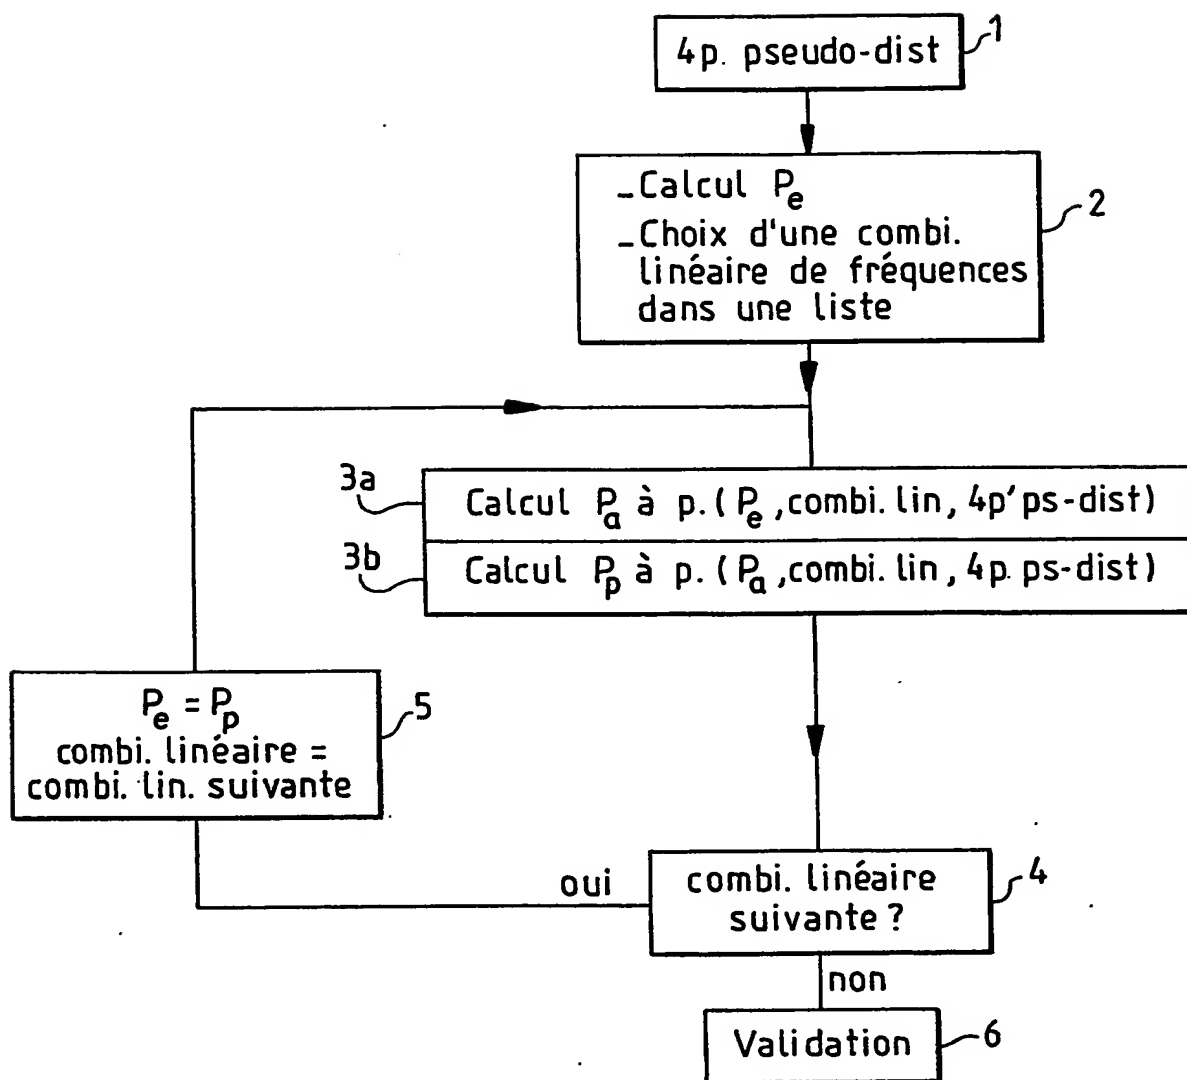 4p. pseudo-dist
1
-Calcul Pe
-Choix d'une combi.
linéaire de fréquences
dans une liste
2
3a
Calcul Pa à p. (Pe, combi. lin, 4p' ps-dist)
3b
Calcul Pp à p. (Pa, combi. lin, 4p. ps-dist)
Pe = Pp
combi. linéaire =
combi. lin. suivante
5
oui
combi. linéaire
suivante ?
4
non
Validation
6